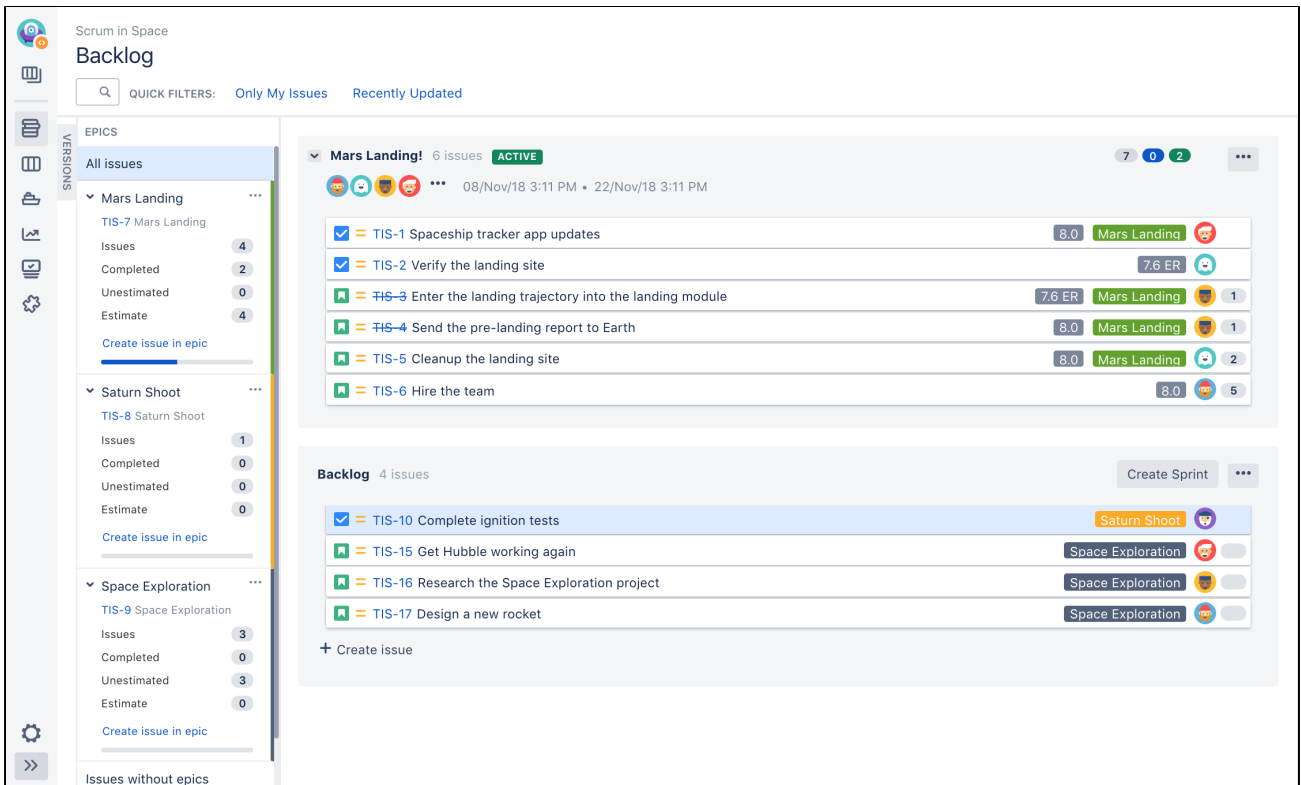 Scrum in Space
Backlog
QUICK FILTERS: Only My Issues Recently Updated
VERSIONS
EPICS
All issues
Mars Landing
TIS-7 Mars Landing
Issues 4
Completed 2
Unestimated 0
Estimate 4
Create issue in epic
Saturn Shoot
TIS-8 Saturn Shoot
Issues 1
Completed 0
Unestimated 0
Estimate 0
Create issue in epic
Space Exploration
TIS-9 Space Exploration
Issues 3
Completed 0
Unestimated 3
Estimate 0
Create issue in epic
Issues without epics
Mars Landing! 6 issues ACTIVE 7 0 2
08/Nov/18 3:11 PM • 22/Nov/18 3:11 PM
TIS-1 Spaceship tracker app updates 8.0 Mars Landing
TIS-2 Verify the landing site 7.6 ER
TIS-3 Enter the landing trajectory into the landing module 7.6 ER Mars Landing 1
TIS-4 Send the pre-landing report to Earth 8.0 Mars Landing 1
TIS-5 Cleanup the landing site 8.0 Mars Landing 2
TIS-6 Hire the team 8.0 5
Backlog 4 issues Create Sprint
TIS-10 Complete ignition tests Saturn Shoot
TIS-15 Get Hubble working again Space Exploration
TIS-16 Research the Space Exploration project Space Exploration
TIS-17 Design a new rocket Space Exploration
+ Create issue